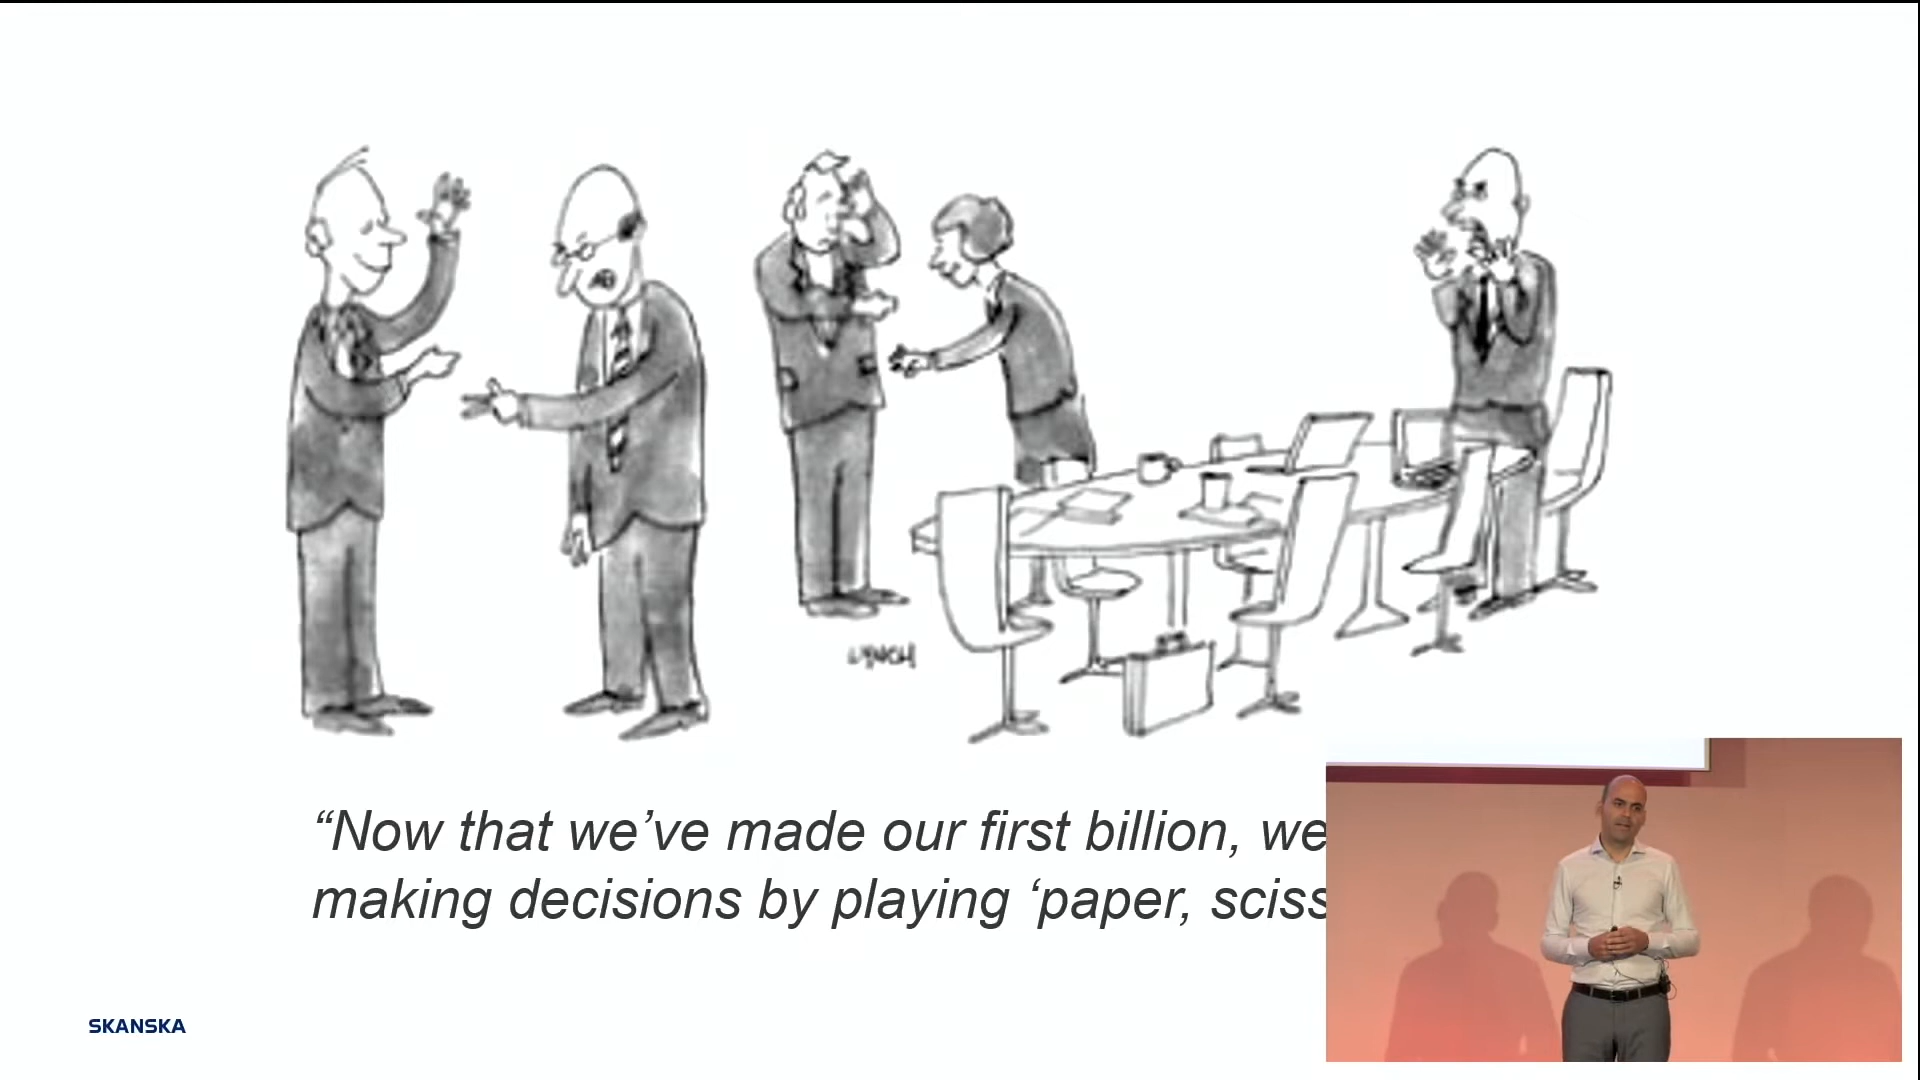 LYNCH
“Now that we’ve made our first billion, we
making decisions by playing ‘paper, sciss
SKANSKA